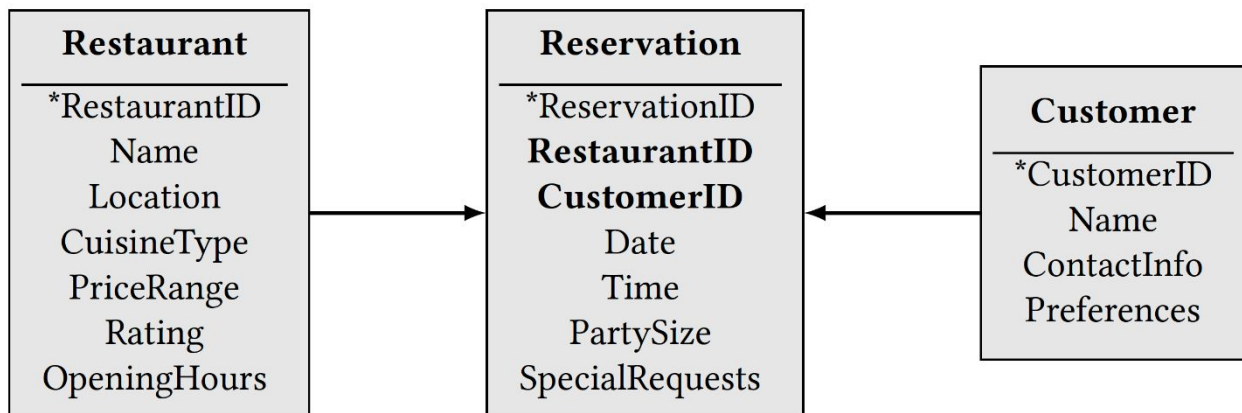 Restaurant
*RestaurantID
Name
Location
CuisineType
PriceRange
Rating
OpeningHours
Reservation
*ReservationID
RestaurantID
CustomerID
Date
Time
PartySize
SpecialRequests
Customer
*CustomerID
Name
ContactInfo
Preferences